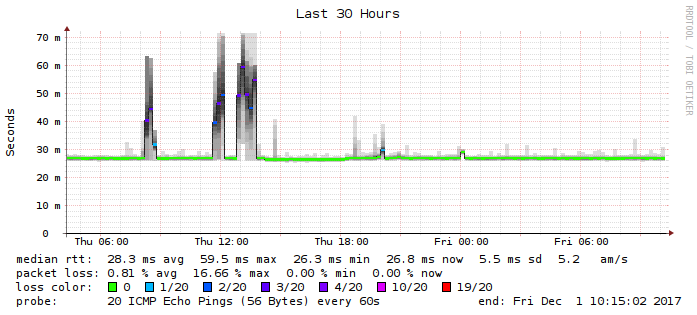 Last 30 Hours
RRDTOOL / TOBI OETIKER
Seconds
70 m
60 m
50 m
40 m
30 m
20 m
10 m
0
Thu 06:00 Thu 12:00 Thu 18:00 Fri 00:00 Fri 06:00
median rtt: 28.3 ms avg 59.5 ms max 26.3 ms min 26.8 ms now 5.5 ms sd 5.2 am/s
packet loss: 0.81 % avg 16.66 % max 0.00 % min 0.00 % now
loss color: 0 1/20 2/20 3/20 4/20 10/20 19/20
probe: 20 ICMP Echo Pings (56 Bytes) every 60s end: Fri Dec 1 10:15:02 2017